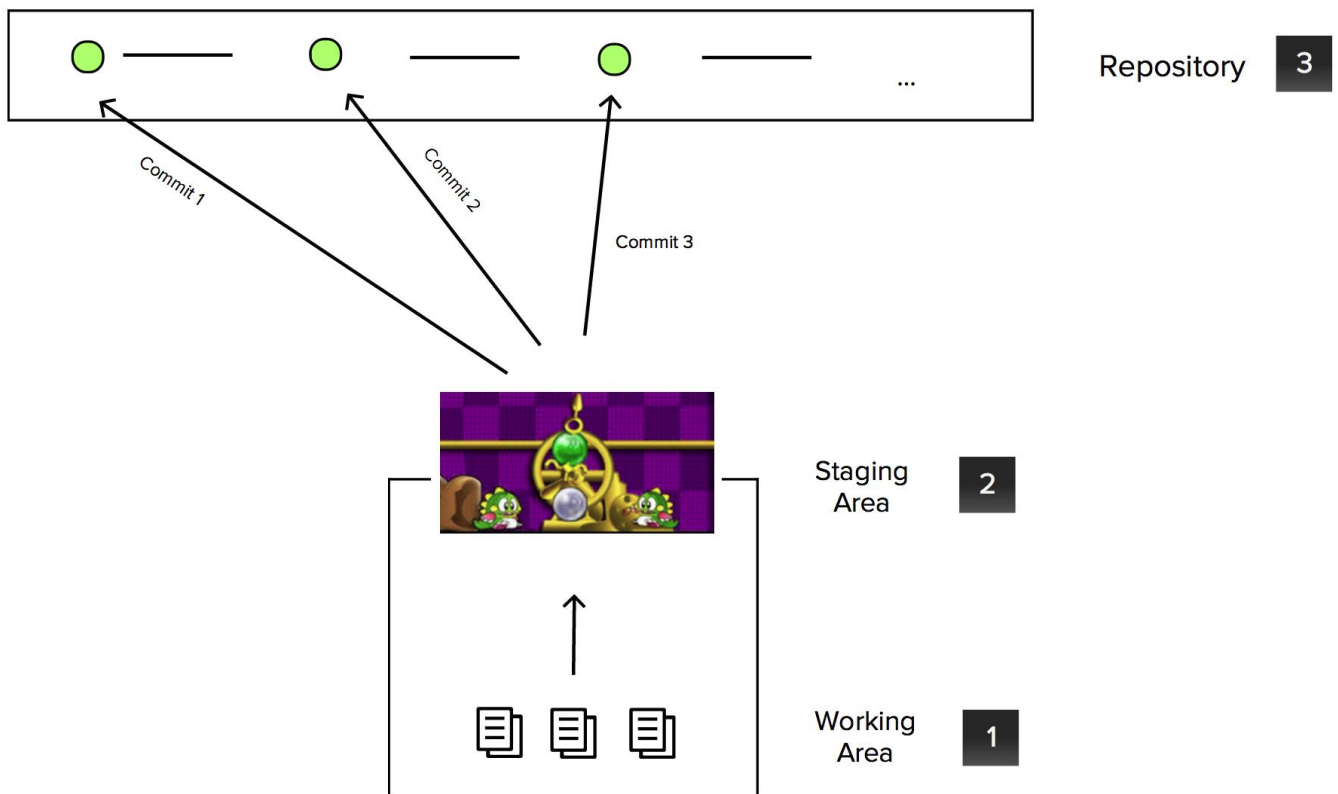 Repository 3
...
Commit 1
Commit 2
Commit 3
Staging
Area
2
Working
Area
1